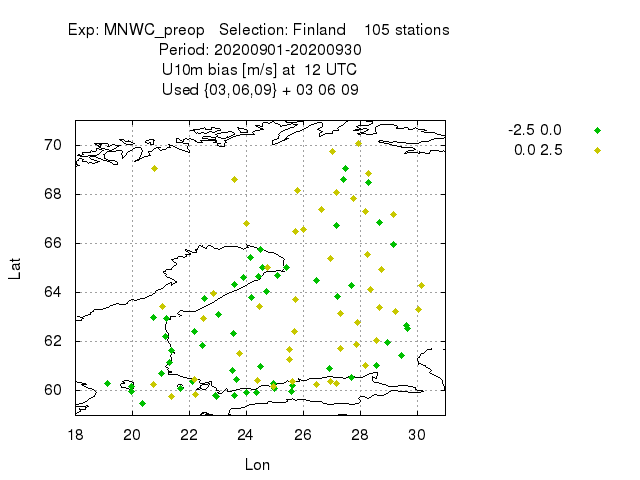 Exp: MNWC_preop Selection: Finland 105 stations
Period: 20200901-20200930
U10m bias [m/s] at 12 UTC
Used {03,06,09} + 03 06 09
-2.5 0.0
0.0 2.5
70
68
66
64
62
60
Lat
18 20 22 24 26 28 30
Lon